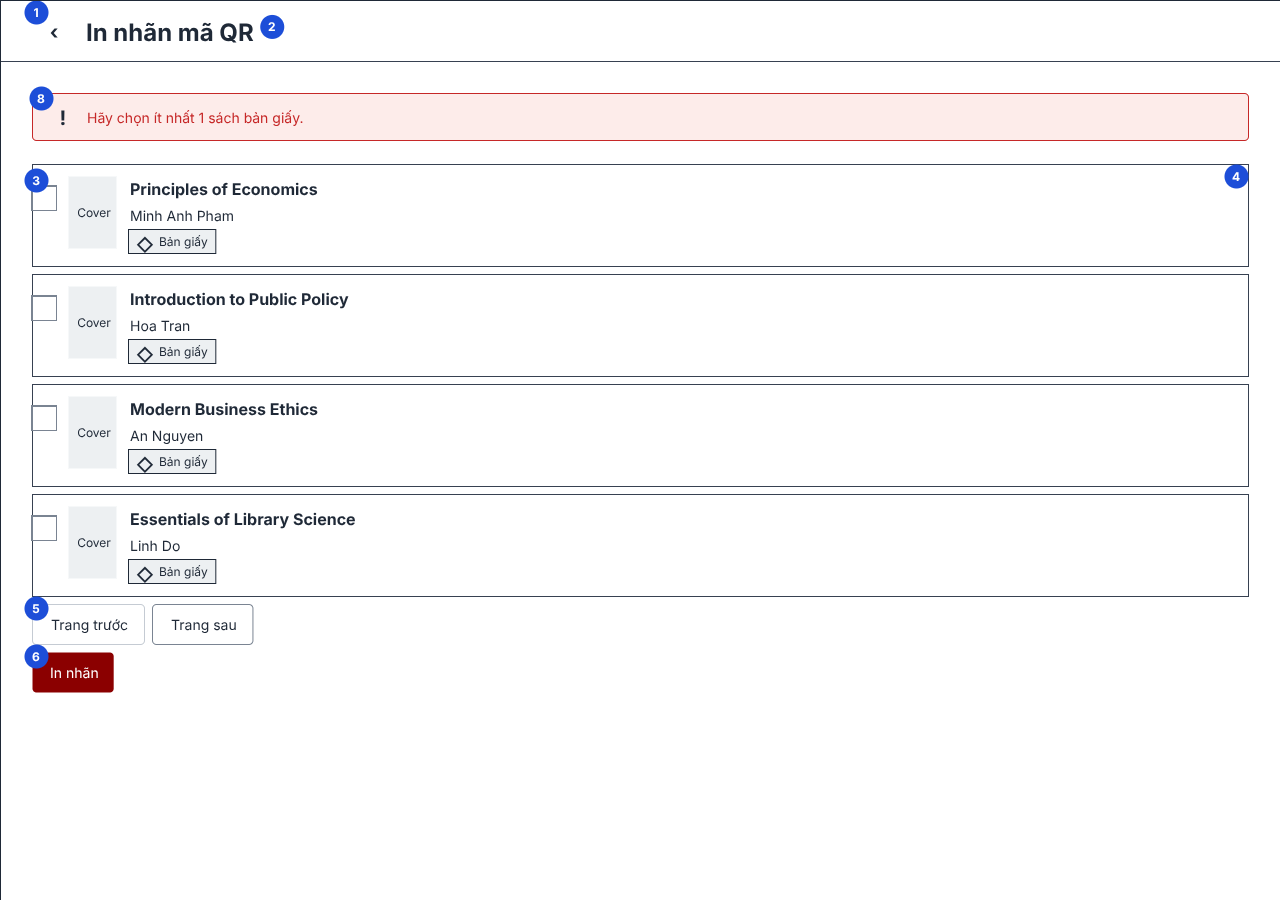 1
‹ In nhãn mã QR 2
8
! Hãy chọn ít nhất 1 sách bản giấy.
3
4
Cover
Principles of Economics
Minh Anh Pham
Bản giấy
Cover
Introduction to Public Policy
Hoa Tran
Bản giấy
Cover
Modern Business Ethics
An Nguyen
Bản giấy
Cover
Essentials of Library Science
Linh Do
Bản giấy
5
Trang trước Trang sau
6
In nhãn